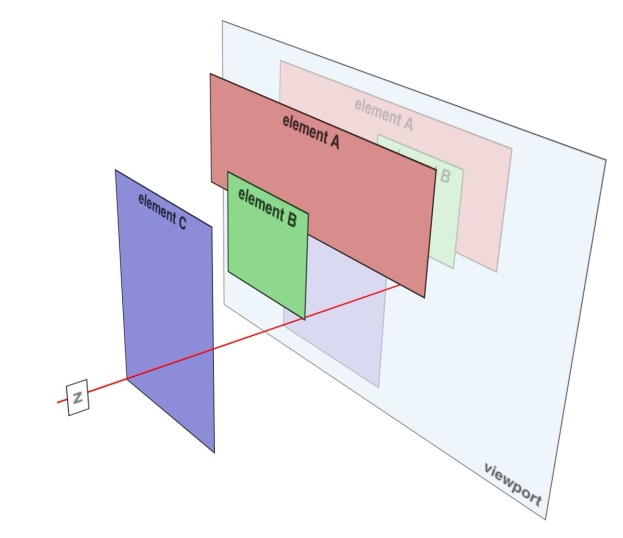 element A
element A
B
element B
element C
z
viewport